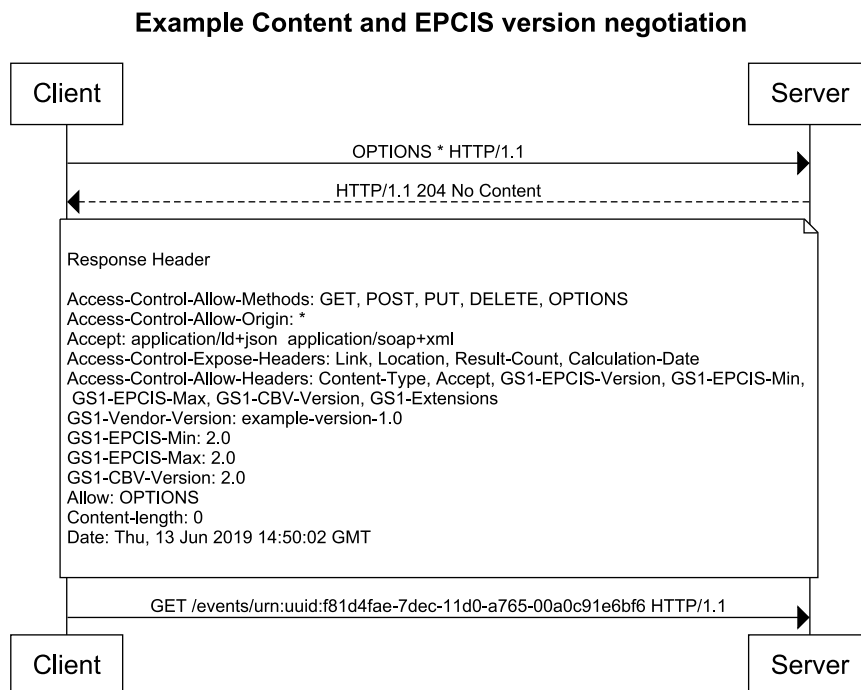 Example Content and EPCIS version negotiation
Client
Server
OPTIONS * HTTP/1.1
HTTP/1.1 204 No Content
Response Header
Access-Control-Allow-Methods: GET, POST, PUT, DELETE, OPTIONS
Access-Control-Allow-Origin: *
Accept: application/ld+json  application/soap+xml
Access-Control-Expose-Headers: Link, Location, Result-Count, Calculation-Date
Access-Control-Allow-Headers: Content-Type, Accept, GS1-EPCIS-Version, GS1-EPCIS-Min,
GS1-EPCIS-Max, GS1-CBV-Version, GS1-Extensions
GS1-Vendor-Version: example-version-1.0
GS1-EPCIS-Min: 2.0
GS1-EPCIS-Max: 2.0
GS1-CBV-Version: 2.0
Allow: OPTIONS
Content-length: 0
Date: Thu, 13 Jun 2019 14:50:02 GMT
GET /events/urn:uuid:f81d4fae-7dec-11d0-a765-00a0c91e6bf6 HTTP/1.1
Client
Server